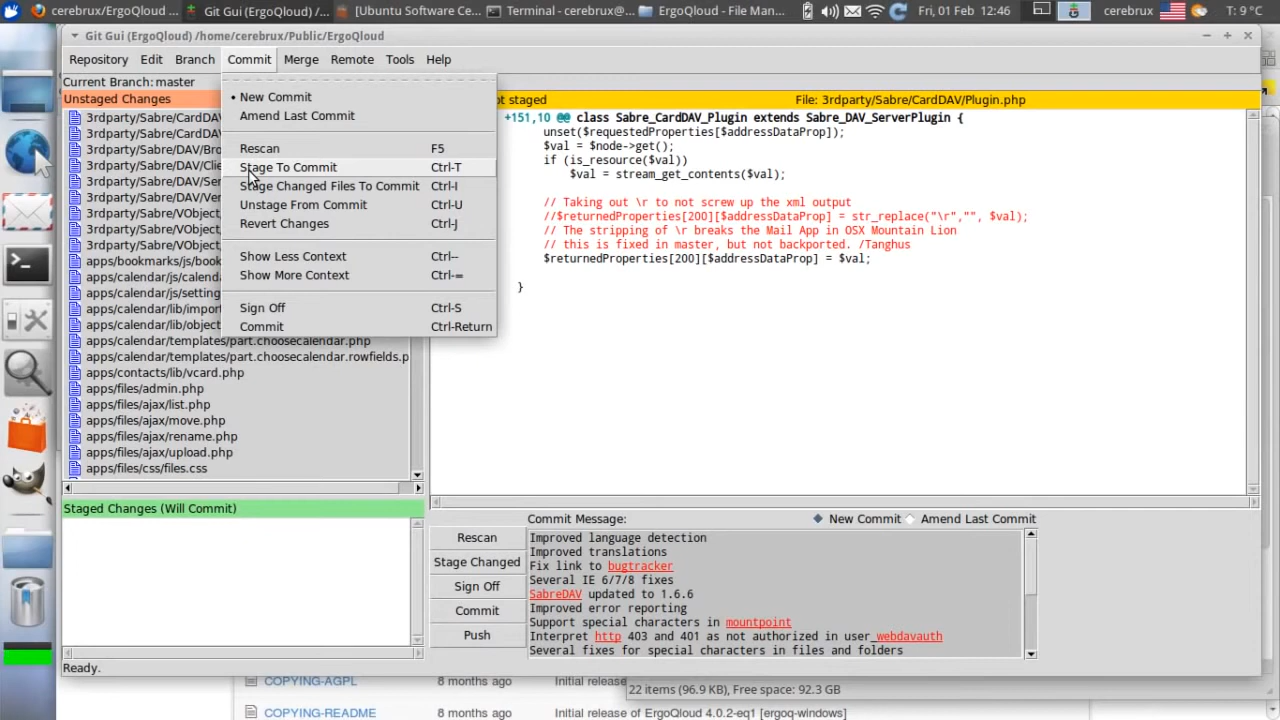 cerebrux/ErgoQloud ...
Git Gui (ErgoQloud) /...
[Ubuntu Software Ce...
Terminal — cerebrux@...
ErgoQloud - File Man...
Fri, 01 Feb 12:46
cerebrux
T: 9 °C
Git Gui (ErgoQloud) /home/cerebrux/Public/ErgoQloud
Repository Edit Branch Commit Merge Remote Tools Help
Current Branch: master
Unstaged Changes
ot staged
File: 3rdparty/Sabre/CardDAV/Plugin.php
3rdparty/Sabre/CardDA
3rdparty/Sabre/CardDA
3rdparty/Sabre/DAV/Bro
3rdparty/Sabre/DAV/Clie
3rdparty/Sabre/DAV/Ser
3rdparty/Sabre/DAV/Ver
3rdparty/Sabre/VObject,
3rdparty/Sabre/VObject,
3rdparty/Sabre/VObject,
apps/bookmarks/js/book
apps/calendar/js/calenda
apps/calendar/js/setting
apps/calendar/lib/import
apps/calendar/lib/object
apps/calendar/templates/part.choosecalendar.php
apps/calendar/templates/part.choosecalendar.rowfields.p
apps/contacts/lib/vcard.php
apps/files/admin.php
apps/files/ajax/list.php
apps/files/ajax/move.php
apps/files/ajax/rename.php
apps/files/ajax/upload.php
apps/files/css/files.css
• New Commit
Amend Last Commit
Rescan F5
Stage To Commit Ctrl-T
Stage Changed Files To Commit Ctrl-I
Unstage From Commit Ctrl-U
Revert Changes Ctrl-J
Show Less Context Ctrl--
Show More Context Ctrl-=
Sign Off Ctrl-S
Commit Ctrl-Return
+151,10 @@ class Sabre_CardDAV_Plugin extends Sabre_DAV_ServerPlugin {
unset($requestedProperties[$addressDataProp]);
$val = $node->get();
if (is_resource($val))
$val = stream_get_contents($val);
// Taking out \r to not screw up the xml output
//$returnedProperties[200][$addressDataProp] = str_replace("\r","", $val);
// The stripping of \r breaks the Mail App in OSX Mountain Lion
// this is fixed in master, but not backported. /Tanghus
$returnedProperties[200][$addressDataProp] = $val;
}
Staged Changes (Will Commit)
Rescan
Stage Changed
Sign Off
Commit
Push
Commit Message:
New Commit
Amend Last Commit
Improved language detection
Improved translations
Fix link to bugtracker
Several IE 6/7/8 fixes
SabreDAV updated to 1.6.6
Improved error reporting
Support special characters in mountpoint
Interpret http 403 and 401 as not authorized in user_webdavauth
Several fixes for special characters in files and folders
Ready.
COPYING-AGPL 8 months ago Initial release
22 items (96.9 KB), Free space: 92.3 GB
COPYING-README 8 months ago Initial release of ErgoQloud 4.0.2-eq1 [ergoq-windows]